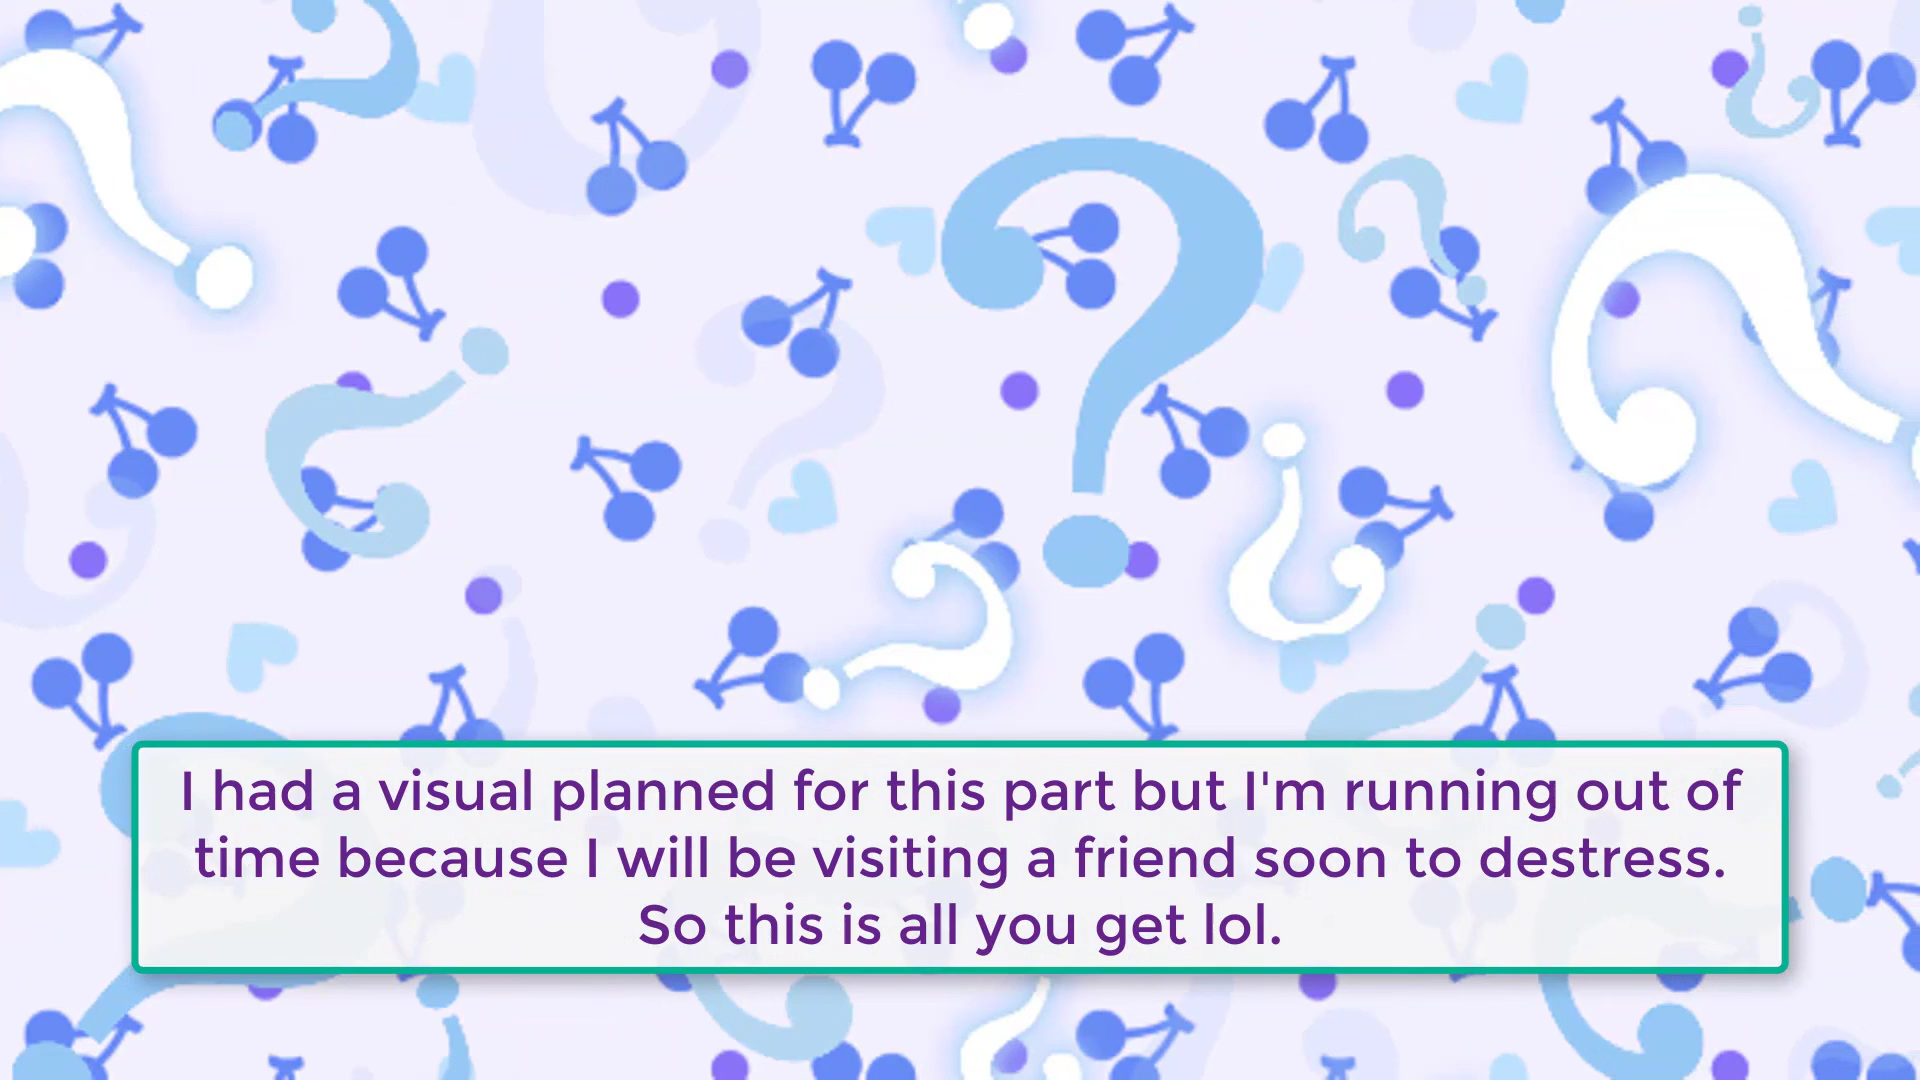 I had a visual planned for this part but I'm running out of
time because I will be visiting a friend soon to destress.
So this is all you get lol.